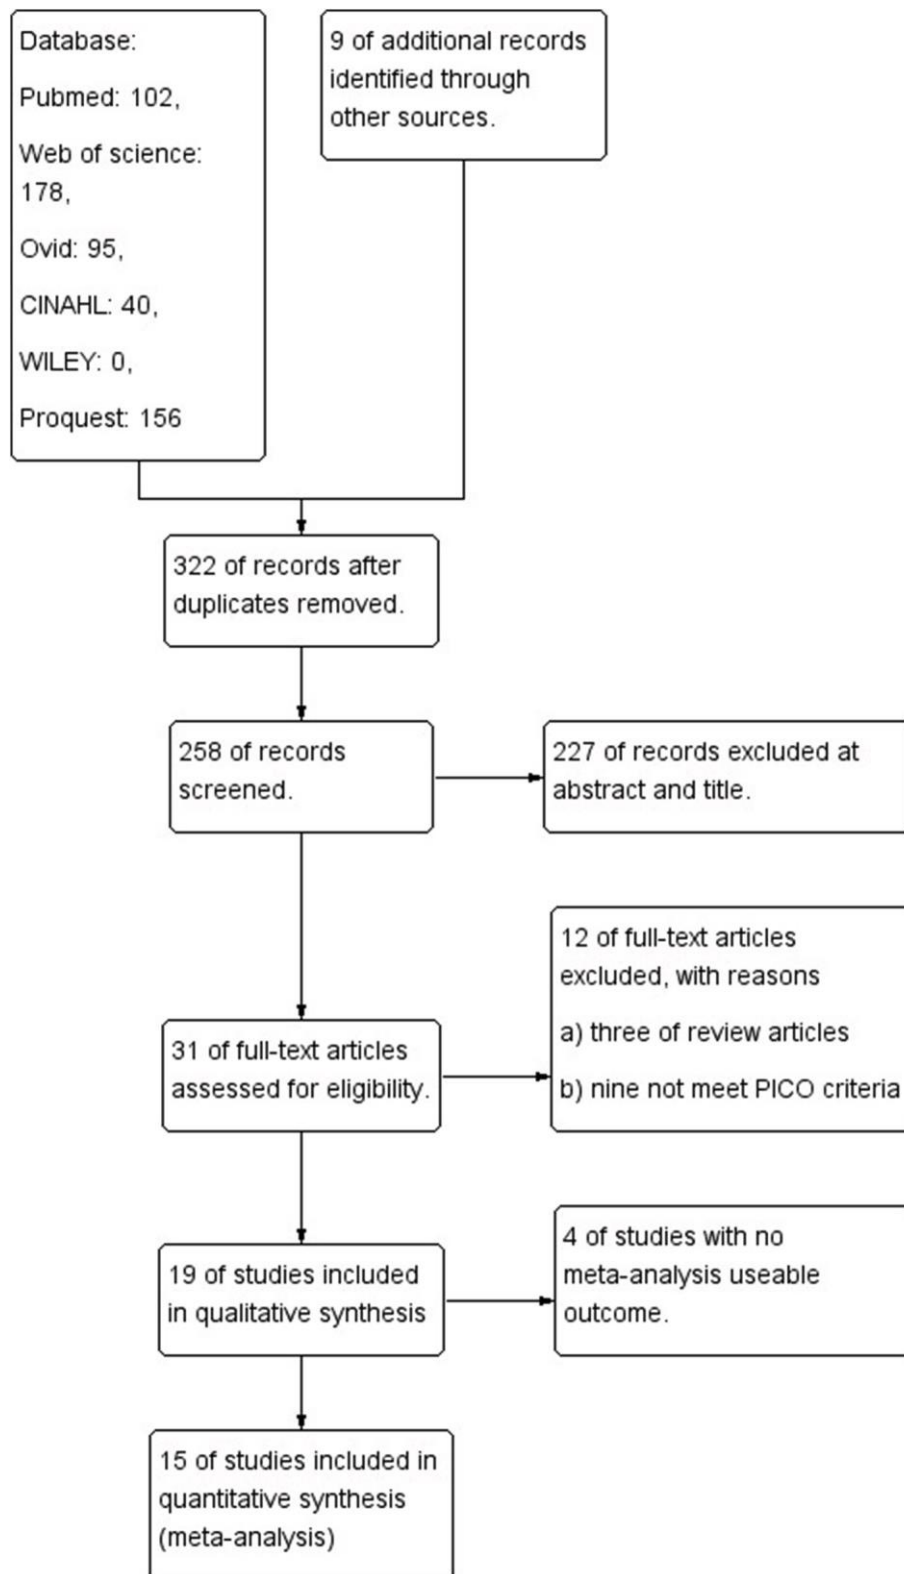 Database:
Pubmed: 102,
Web of science:
178,
Ovid: 95,
CINAHL: 40,
WILEY: 0,
Proquest: 156
9 of additional records
identified through
other sources.
322 of records after
duplicates removed.
258 of records
screened.
227 of records excluded at
abstract and title.
31 of full-text articles
assessed for eligibility.
12 of full-text articles
excluded, with reasons
a) three of review articles
b) nine not meet PICO criteria
19 of studies included
in qualitative synthesis
4 of studies with no
meta-analysis useable
outcome.
15 of studies included in
quantitative synthesis
(meta-analysis)